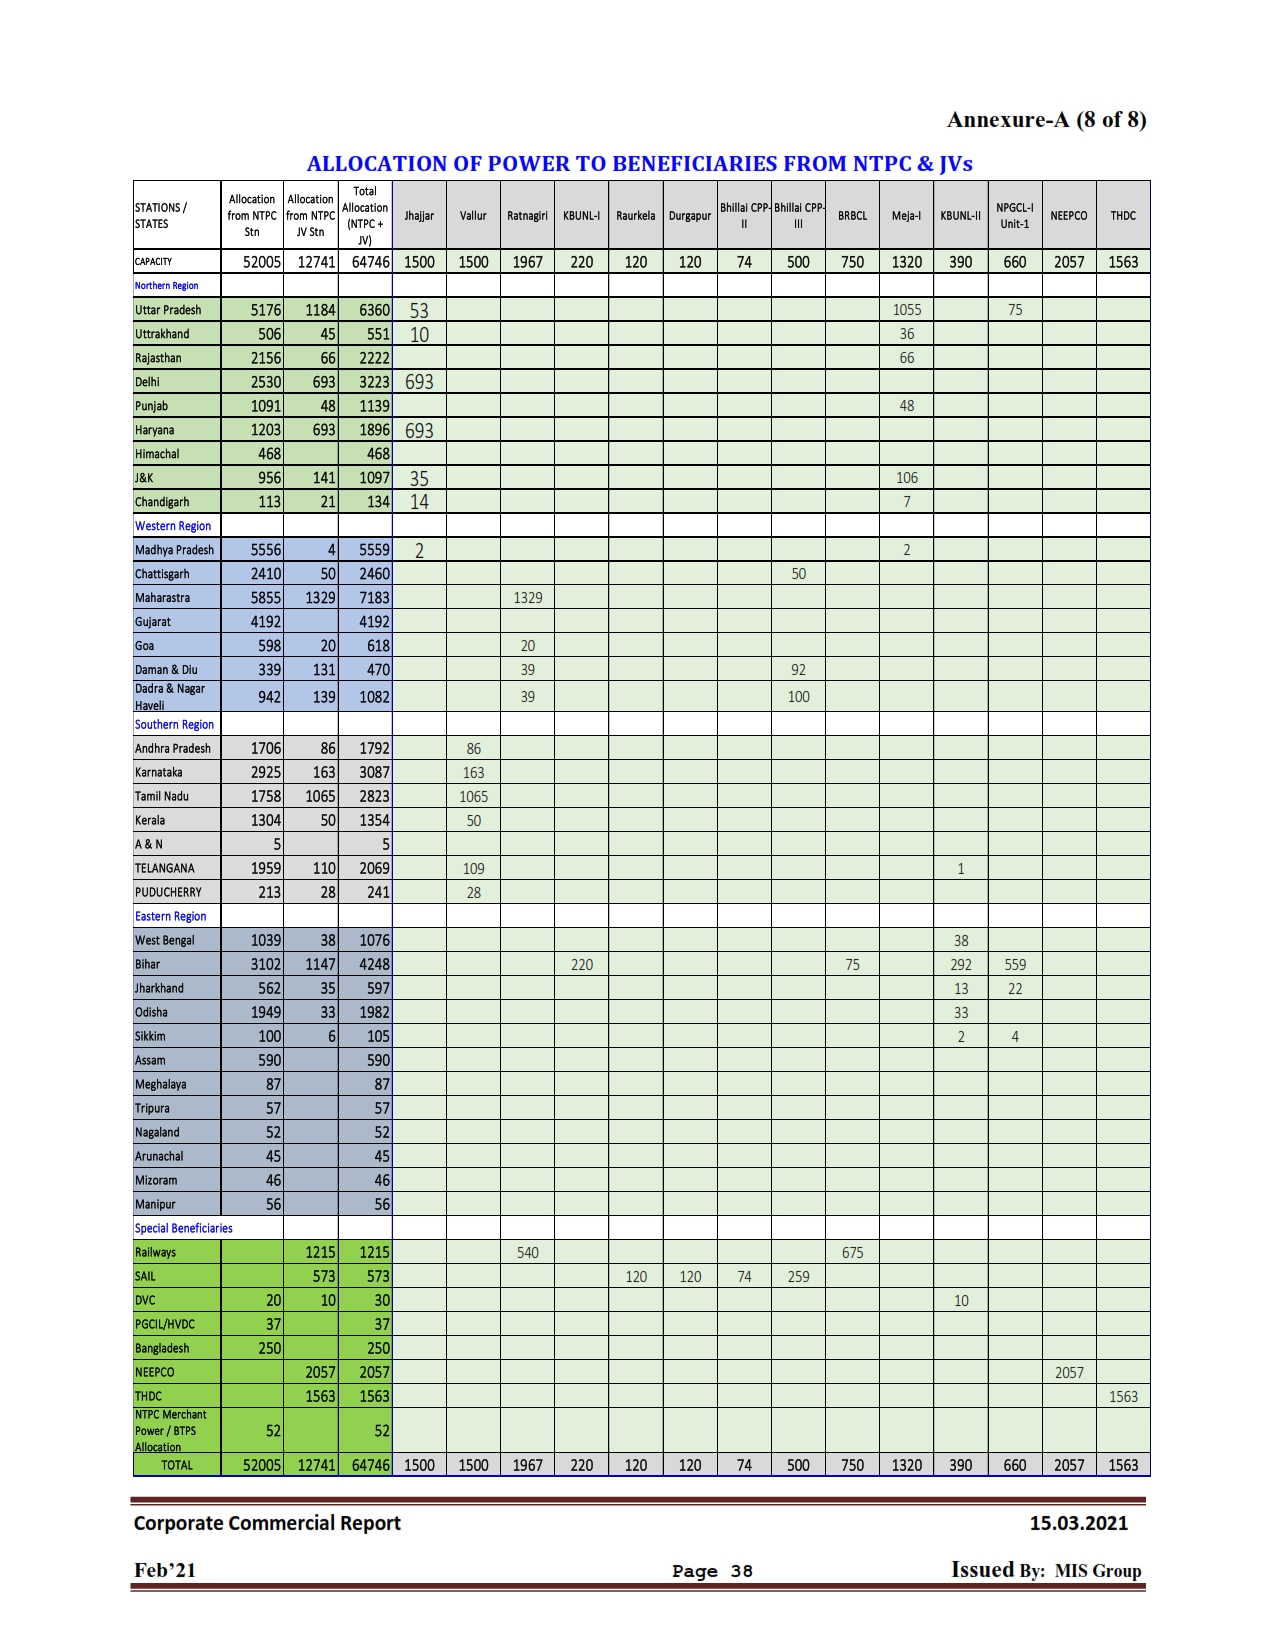 Annexure-A (8 of 8)
ALLOCATION OF POWER TO BENEFICIARIES FROM NTPC & JVs
STATIONS / STATES Allocation from NTPC Stn Allocation from NTPC JV Stn Total Allocation (NTPC + JV) Jhajjar Vallur Ratnagiri KBUNL-I Raurkela Durgapur Bhillai CPP-II Bhillai CPP-III BRBCL Meja-I KBUNL-II NPGCL-I Unit-1 NEEPCO THDC
CAPACITY 52005 12741 64746 1500 1500 1967 220 120 120 74 500 750 1320 390 660 2057 1563
Northern Region
Uttar Pradesh 5176 1184 6360 53 1055 75
Uttrakhand 506 45 551 10 36
Rajasthan 2156 66 2222 66
Delhi 2530 693 3223 693
Punjab 1091 48 1139 48
Haryana 1203 693 1896 693
Himachal 468 468
J&K 956 141 1097 35 106
Chandigarh 113 21 134 14 7
Western Region
Madhya Pradesh 5556 4 5559 2 2
Chattisgarh 2410 50 2460 50
Maharastra 5855 1329 7183 1329
Gujarat 4192 4192
Goa 598 20 618 20
Daman & Diu 339 131 470 39 92
Dadra & Nagar Haveli 942 139 1082 39 100
Southern Region
Andhra Pradesh 1706 86 1792 86
Karnataka 2925 163 3087 163
Tamil Nadu 1758 1065 2823 1065
Kerala 1304 50 1354 50
A & N 5 5
TELANGANA 1959 110 2069 109 1
PUDUCHERRY 213 28 241 28
Eastern Region
West Bengal 1039 38 1076 38
Bihar 3102 1147 4248 220 75 292 559
Jharkhand 562 35 597 13 22
Odisha 1949 33 1982 33
Sikkim 100 6 105 2 4
Assam 590 590
Meghalaya 87 87
Tripura 57 57
Nagaland 52 52
Arunachal 45 45
Mizoram 46 46
Manipur 56 56
Special Beneficiaries
Railways 1215 1215 540 675
SAIL 573 573 120 120 74 259
DVC 20 10 30 10
PGCIL/HVDC 37 37
Bangladesh 250 250
NEEPCO 2057 2057 2057
THDC 1563 1563 1563
NTPC Merchant Power / BTPS Allocation 52 52
TOTAL 52005 12741 64746 1500 1500 1967 220 120 120 74 500 750 1320 390 660 2057 1563
Corporate Commercial Report 15.03.2021
Feb’21 Page 38 Issued By: MIS Group